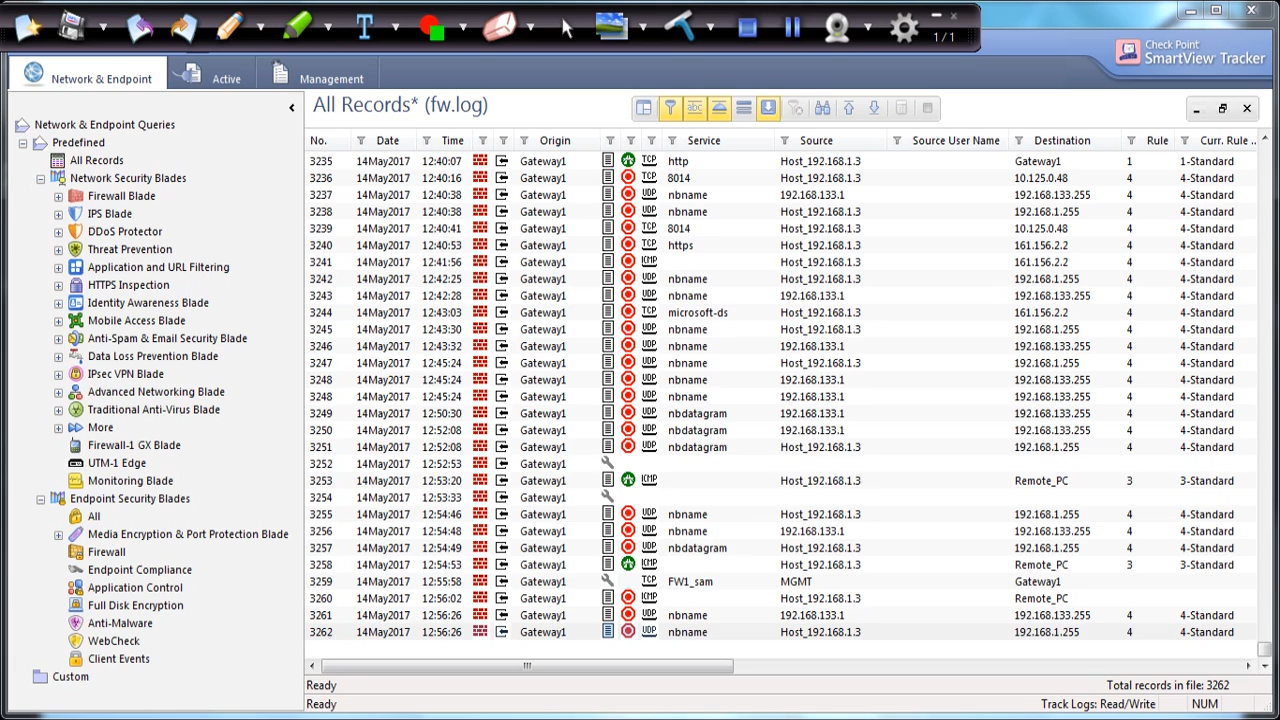 T
1 / 1
Check Point
SmartView Tracker
Network & Endpoint
Active
Management
All Records* (fw.log)
Network & Endpoint Queries
Predefined
All Records
Network Security Blades
Firewall Blade
IPS Blade
DDoS Protector
Threat Prevention
Application and URL Filtering
HTTPS Inspection
Identity Awareness Blade
Mobile Access Blade
Anti-Spam & Email Security Blade
Data Loss Prevention Blade
IPsec VPN Blade
Advanced Networking Blade
Traditional Anti-Virus Blade
More
Firewall-1 GX Blade
UTM-1 Edge
Monitoring Blade
Endpoint Security Blades
All
Media Encryption & Port Protection Blade
Firewall
Endpoint Compliance
Application Control
Full Disk Encryption
Anti-Malware
WebCheck
Client Events
Custom
No. Date Time Origin Service Source Source User Name Destination Rule Curr. Rule ..
3235 14May2017 12:40:07 Gateway1 TCP http Host_192.168.1.3 Gateway1 1 1-Standard
3236 14May2017 12:40:16 Gateway1 TCP 8014 Host_192.168.1.3 10.125.0.48 4 4-Standard
3237 14May2017 12:40:38 Gateway1 UDP nbname 192.168.133.1 192.168.133.255 4 4-Standard
3238 14May2017 12:40:38 Gateway1 UDP nbname Host_192.168.1.3 192.168.1.255 4 4-Standard
3239 14May2017 12:40:41 Gateway1 TCP 8014 Host_192.168.1.3 10.125.0.48 4 4-Standard
3240 14May2017 12:40:53 Gateway1 TCP https Host_192.168.1.3 161.156.2.2 4 4-Standard
3241 14May2017 12:41:56 Gateway1 ICMP Host_192.168.1.3 161.156.2.2 4 4-Standard
3242 14May2017 12:42:25 Gateway1 UDP nbname Host_192.168.1.3 192.168.1.255 4 4-Standard
3243 14May2017 12:42:28 Gateway1 UDP nbname 192.168.133.1 192.168.133.255 4 4-Standard
3244 14May2017 12:43:03 Gateway1 TCP microsoft-ds Host_192.168.1.3 161.156.2.2 4 4-Standard
3245 14May2017 12:43:30 Gateway1 UDP nbname Host_192.168.1.3 192.168.1.255 4 4-Standard
3246 14May2017 12:43:32 Gateway1 UDP nbname 192.168.133.1 192.168.133.255 4 4-Standard
3247 14May2017 12:45:24 Gateway1 UDP nbname Host_192.168.1.3 192.168.1.255 4 4-Standard
3248 14May2017 12:45:24 Gateway1 UDP nbname 192.168.133.1 192.168.133.255 4 4-Standard
3248 14May2017 12:45:24 Gateway1 UDP nbname 192.168.133.1 192.168.133.255 4 4-Standard
3249 14May2017 12:50:30 Gateway1 UDP nbdatagram 192.168.133.1 192.168.133.255 4 4-Standard
3250 14May2017 12:52:08 Gateway1 UDP nbdatagram 192.168.133.1 192.168.133.255 4 4-Standard
3251 14May2017 12:52:08 Gateway1 UDP nbdatagram Host_192.168.1.3 192.168.1.255 4 4-Standard
3252 14May2017 12:52:53 Gateway1
3253 14May2017 12:53:20 Gateway1 ICMP Host_192.168.1.3 Remote_PC 3 3-Standard
3254 14May2017 12:53:33 Gateway1
3255 14May2017 12:54:46 Gateway1 UDP nbname Host_192.168.1.3 192.168.1.255 4 4-Standard
3256 14May2017 12:54:48 Gateway1 UDP nbname 192.168.133.1 192.168.133.255 4 4-Standard
3257 14May2017 12:54:49 Gateway1 UDP nbdatagram Host_192.168.1.3 192.168.1.255 4 4-Standard
3258 14May2017 12:54:53 Gateway1 ICMP Host_192.168.1.3 Remote_PC 3 3-Standard
3259 14May2017 12:55:58 Gateway1 TCP FW1_sam MGMT Gateway1
3260 14May2017 12:56:02 Gateway1 ICMP Host_192.168.1.3 Remote_PC
3261 14May2017 12:56:26 Gateway1 UDP nbname 192.168.133.1 192.168.133.255 4 4-Standard
3262 14May2017 12:56:26 Gateway1 UDP nbname Host_192.168.1.3 192.168.1.255 4 4-Standard
Ready Total records in file: 3262
Ready Track Logs: Read/Write NUM